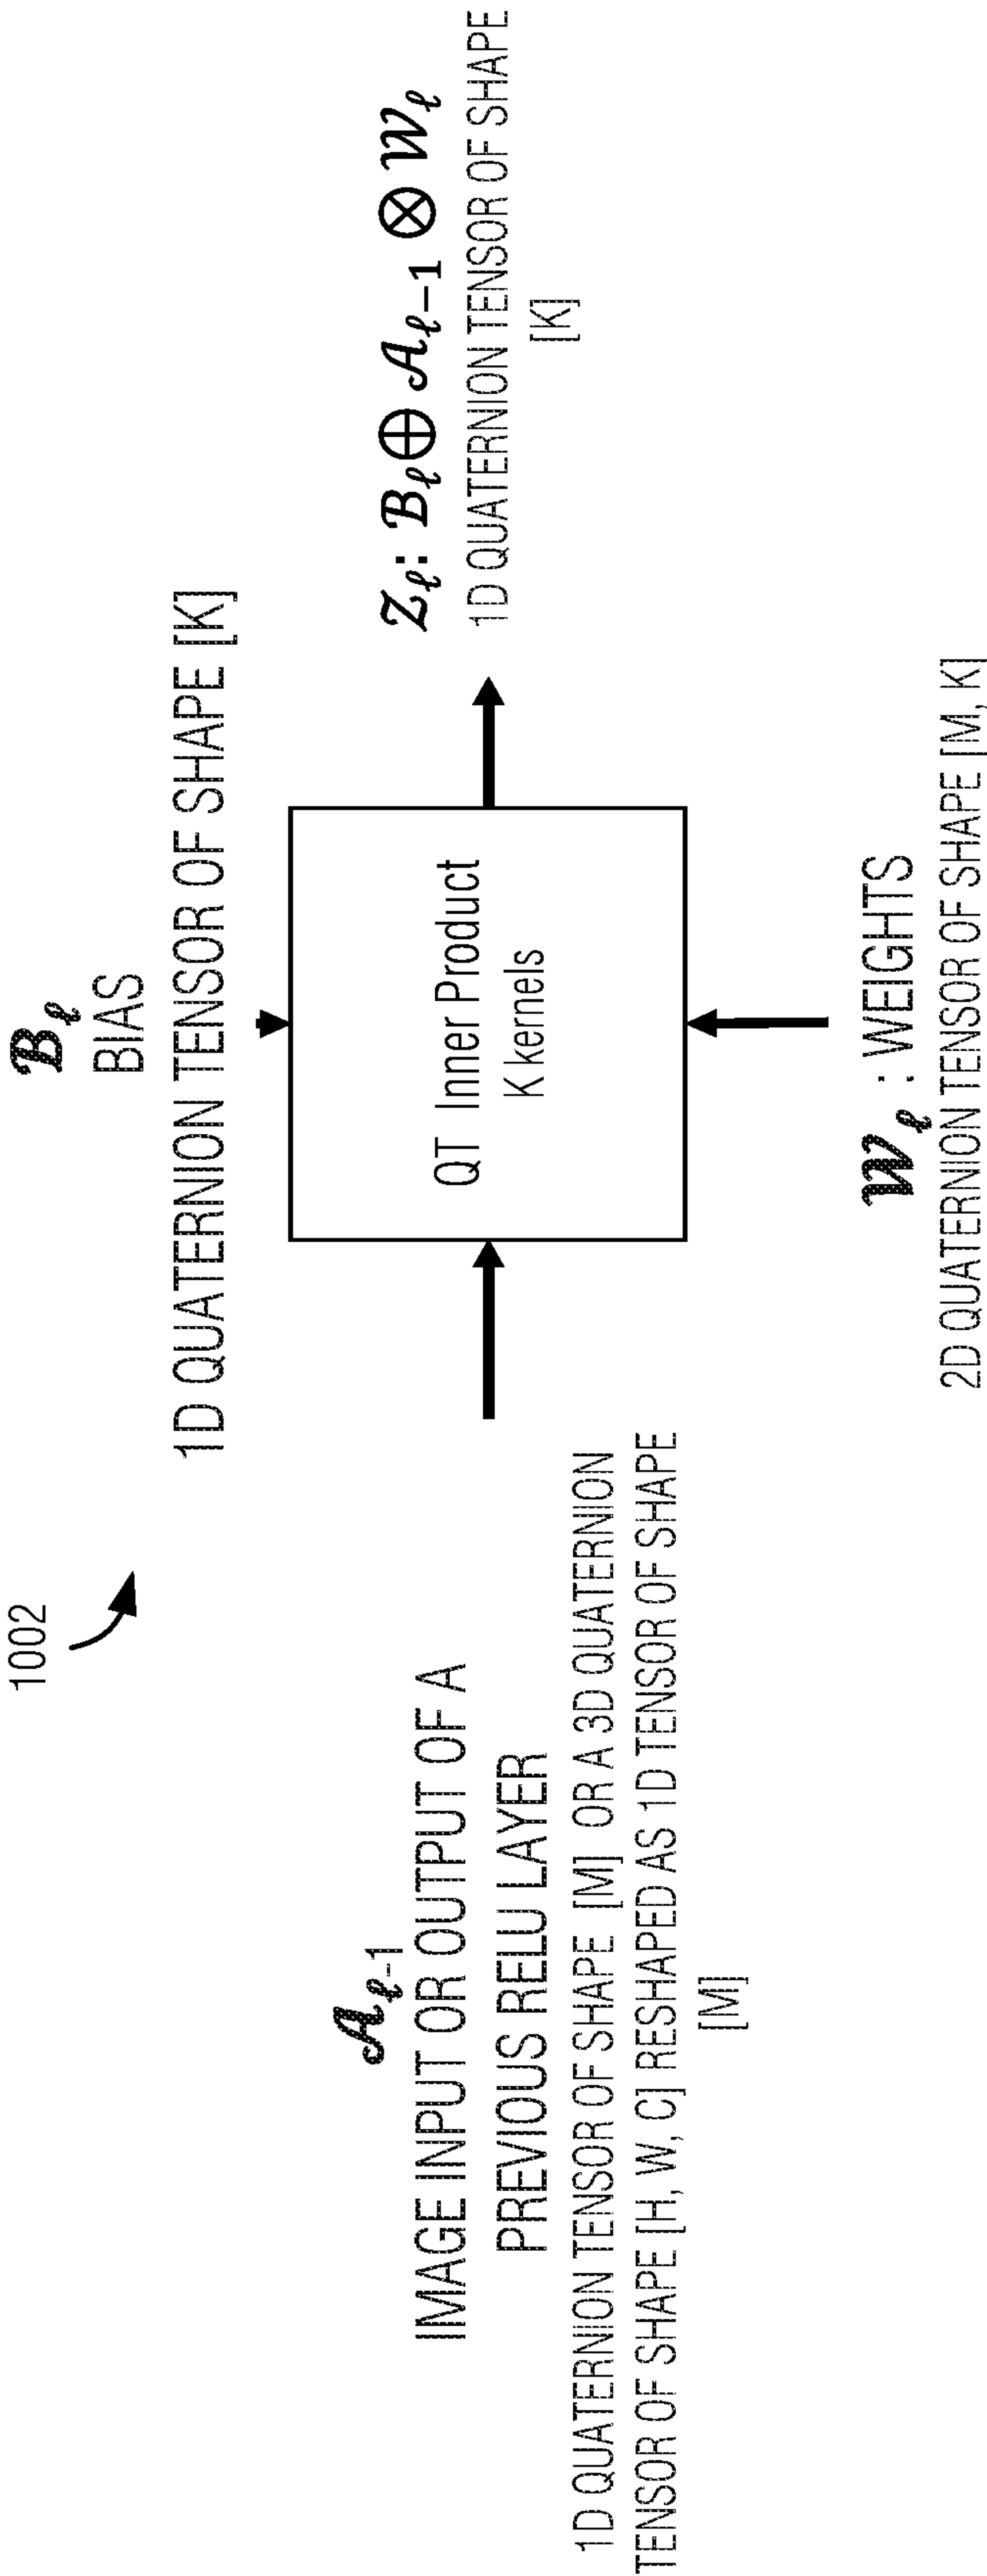 1002
𝓑ℓ
BIAS
1D QUATERNION TENSOR OF SHAPE [K]
𝓐ℓ-1
IMAGE INPUT OR OUTPUT OF A
PREVIOUS RELU LAYER
1D QUATERNION TENSOR OF SHAPE [M] OR A 3D QUATERNION
TENSOR OF SHAPE [H, W, C] RESHAPED AS 1D TENSOR OF SHAPE
[M]
QT Inner Product
K kernels
𝓩ℓ: 𝓑ℓ⊕ 𝓐ℓ−1 ⊗ 𝓦ℓ
1D QUATERNION TENSOR OF SHAPE
[K]
𝓦ℓ : WEIGHTS
2D QUATERNION TENSOR OF SHAPE [M, K]